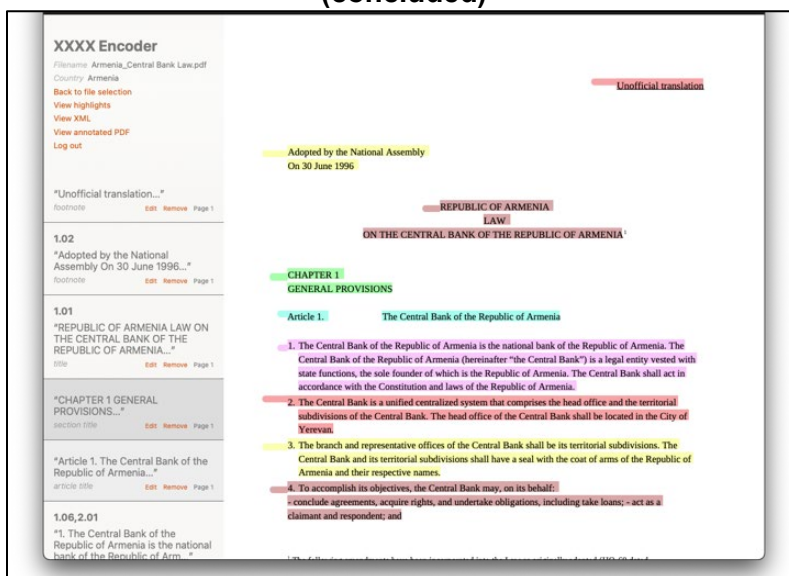 (concluded)
XXXX Encoder
Filename Armenia_Central Bank Law.pdf
Country Armenia
Back to file selection
View highlights
View XML
View annotated PDF
Log out
"Unofficial translation..."
footnote Edit Remove Page 1
1.02
"Adopted by the National
Assembly On 30 June 1996..."
footnote Edit Remove Page 1
1.01
"REPUBLIC OF ARMENIA LAW ON
THE CENTRAL BANK OF THE
REPUBLIC OF ARMENIA..."
title Edit Remove Page 1
"CHAPTER 1 GENERAL
PROVISIONS..."
section title Edit Remove Page 1
"Article 1. The Central Bank of the
Republic of Armenia..."
article title Edit Remove Page 1
1.06,2.01
"1. The Central Bank of the
Republic of Armenia is the national
bank of the Republic of Arm..."
Unofficial translation
Adopted by the National Assembly
On 30 June 1996
REPUBLIC OF ARMENIA
LAW
ON THE CENTRAL BANK OF THE REPUBLIC OF ARMENIA¹
CHAPTER 1
GENERAL PROVISIONS
Article 1. The Central Bank of the Republic of Armenia
1. The Central Bank of the Republic of Armenia is the national bank of the Republic of Armenia. The
Central Bank of the Republic of Armenia (hereinafter "the Central Bank") is a legal entity vested with
state functions, the sole founder of which is the Republic of Armenia. The Central Bank shall act in
accordance with the Constitution and laws of the Republic of Armenia.
2. The Central Bank is a unified centralized system that comprises the head office and the territorial
subdivisions of the Central Bank. The head office of the Central Bank shall be located in the City of
Yerevan.
3. The branch and representative offices of the Central Bank shall be its territorial subdivisions. The
Central Bank and its territorial subdivisions shall have a seal with the coat of arms of the Republic of
Armenia and their respective names.
4. To accomplish its objectives, the Central Bank may, on its behalf:
- conclude agreements, acquire rights, and undertake obligations, including take loans; - act as a
claimant and respondent; and